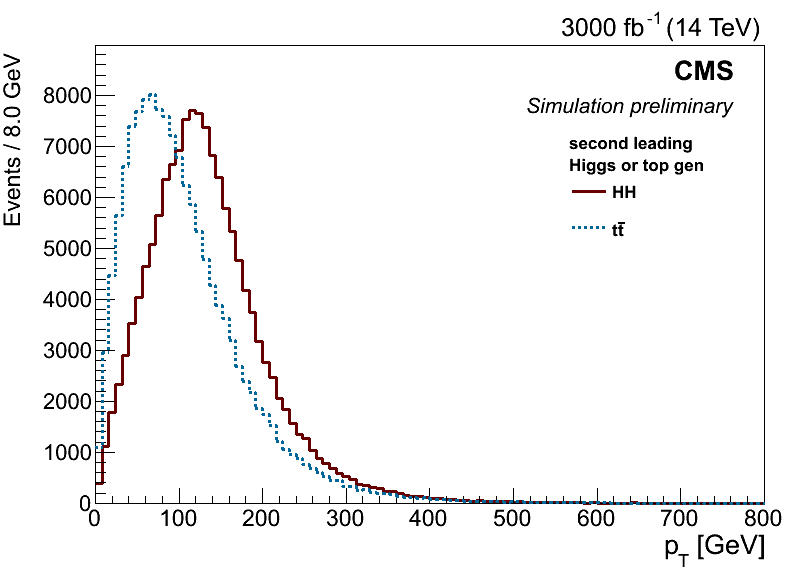 3000 fb⁻¹ (14 TeV)
CMS
Simulation preliminary
second leading
Higgs or top gen
HH
tt̄
Events / 8.0 GeV
8000
7000
6000
5000
4000
3000
2000
1000
0
0 100 200 300 400 500 600 700 800
p_T [GeV]